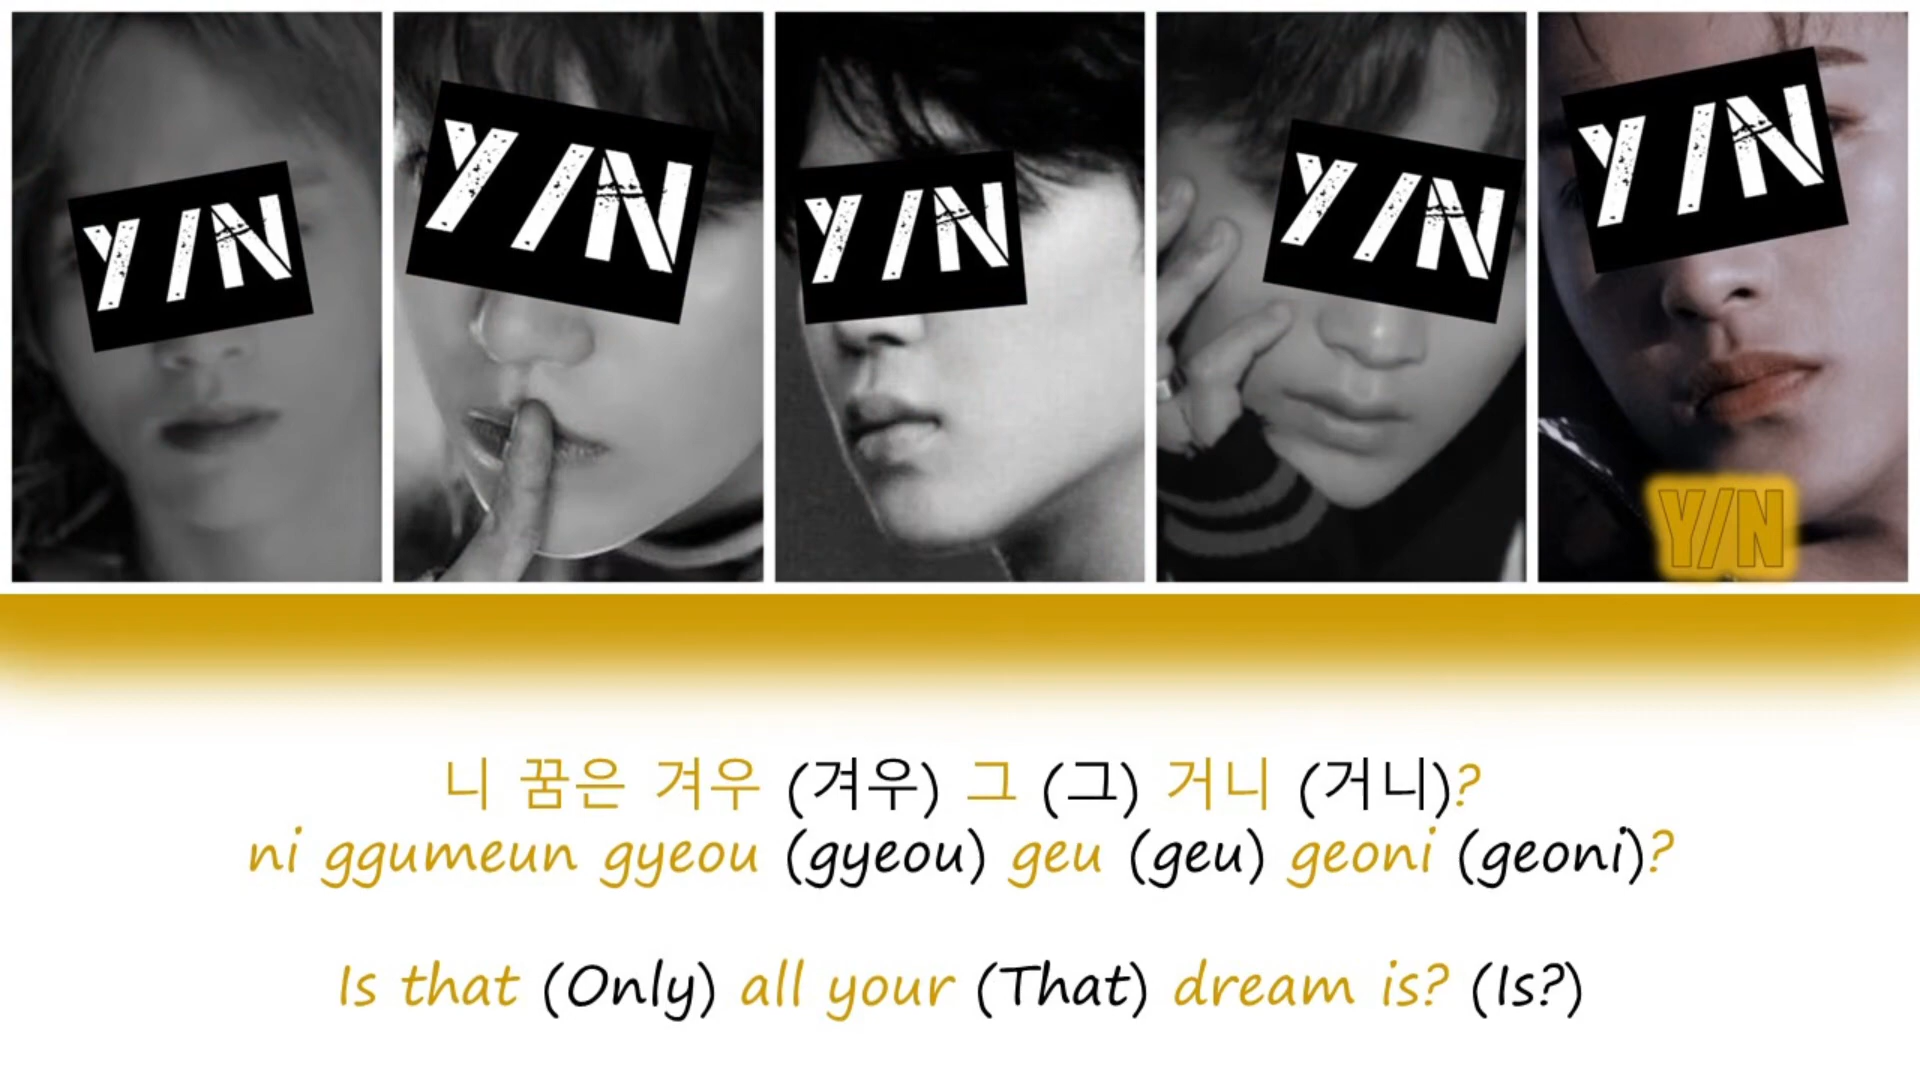 Y/N
Y/N
Y/N
Y/N
Y/N
Y/N
니 꿈은 겨우 (겨우) 그 (그) 거니 (거니)?
ni ggumeun gyeou (gyeou) geu (geu) geoni (geoni)?
Is that (Only) all your (That) dream is? (Is?)